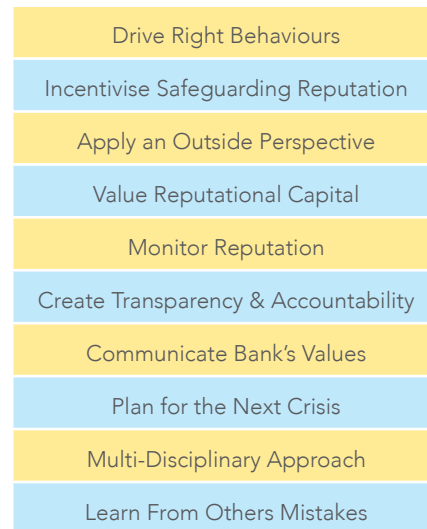 Drive Right Behaviours
Incentivise Safeguarding Reputation
Apply an Outside Perspective
Value Reputational Capital
Monitor Reputation
Create Transparency & Accountability
Communicate Bank's Values
Plan for the Next Crisis
Multi-Disciplinary Approach
Learn From Others Mistakes